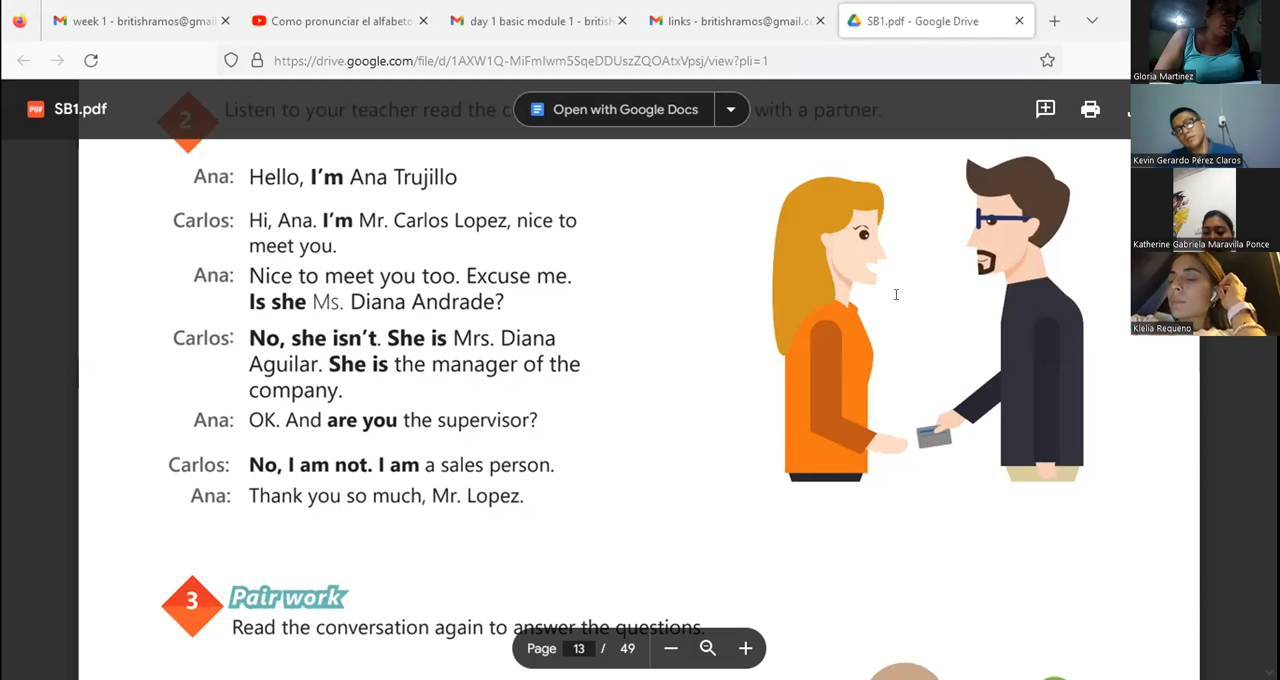 week 1 - britishramos@gmail
Como pronunciar el alfabeto
day 1 basic module 1 - british
links - britishramos@gmail.c
SB1.pdf - Google Drive
https://drive.google.com/file/d/1AXW1Q-MiFmIwm5SqeDDUszZQOAtxVpsj/view?pli=1
PDF SB1.pdf
Open with Google Docs
2 Listen to your teacher read the c with a partner.
Ana: Hello, I'm Ana Trujillo
Carlos: Hi, Ana. I'm Mr. Carlos Lopez, nice to
meet you.
Ana: Nice to meet you too. Excuse me.
Is she Ms. Diana Andrade?
Carlos: No, she isn't. She is Mrs. Diana
Aguilar. She is the manager of the
company.
Ana: OK. And are you the supervisor?
Carlos: No, I am not. I am a sales person.
Ana: Thank you so much, Mr. Lopez.
3 Pair work
Read the conversation again to answer the questions.
Page 13 / 49
Gloria Martinez
Kevin Gerardo Pérez Claros
Katherine Gabriela Maravilla Ponce
Klelia Requeno